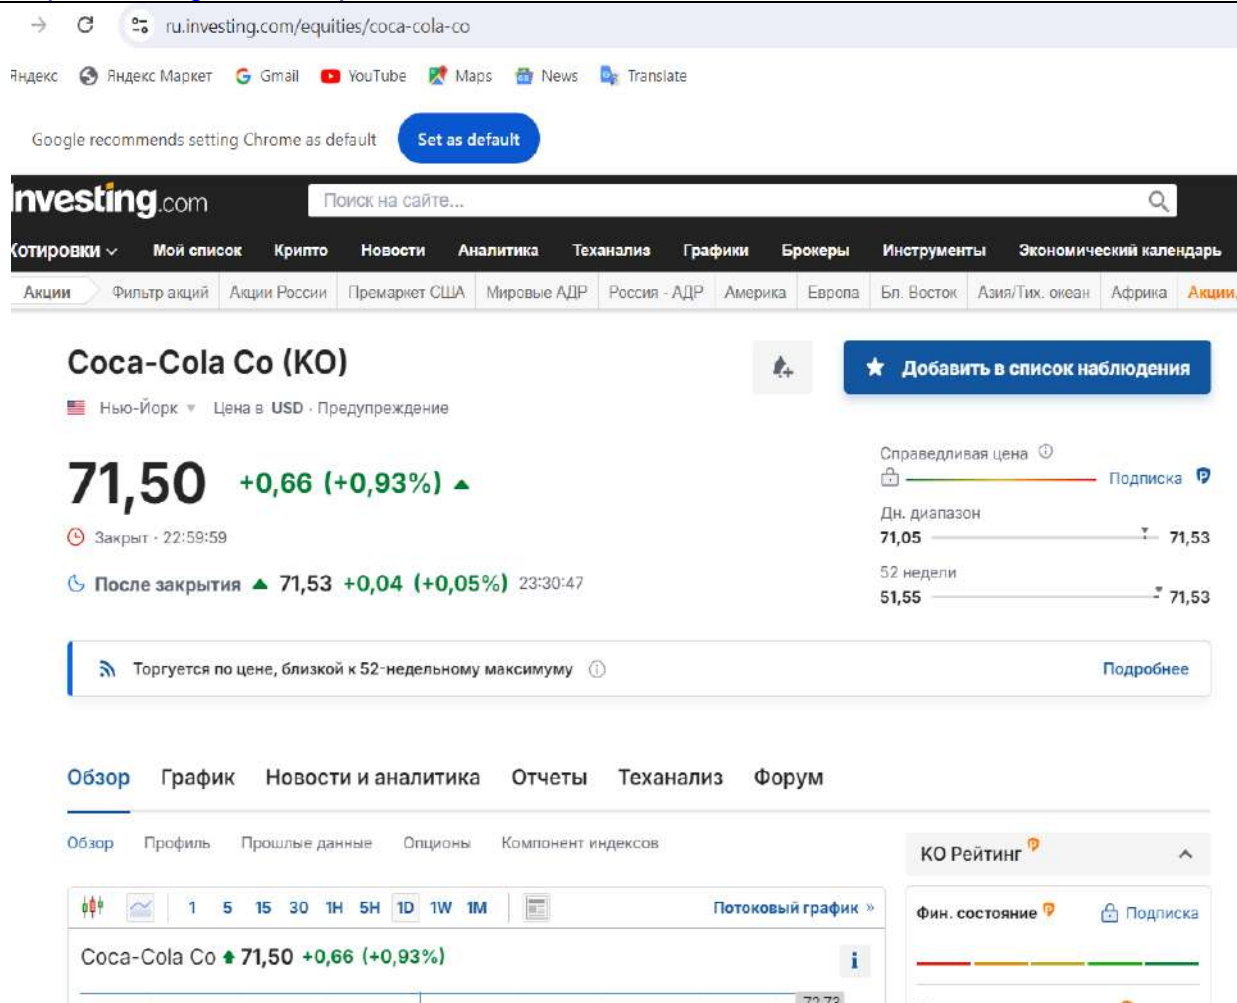 ru.investing.com/equities/coca-cola-co
Яндекс Яндекс Маркет Gmail YouTube Maps News Translate
Google recommends setting Chrome as default Set as default
Investing.com Поиск на сайте...
Котировки Мой список Крипто Новости Аналитика Теханализ Графики Брокеры Инструменты Экономический календарь
Акции Фильтр акций Акции России Премаркет США Мировые АДР Россия - АДР Америка Европа Бл. Восток Азия/Тих. океан Африка Акции
Coca-Cola Co (KO) Добавить в список наблюдения
Нью-Йорк Цена в USD · Предупреждение
Справедливая цена
71,50 +0,66 (+0,93%) Подписка
Дн. диапазон
Закрыт · 22:59:59 71,05 71,53
52 недели
После закрытия 71,53 +0,04 (+0,05%) 23:30:47 51,55 71,53
Торгуется по цене, близкой к 52-недельному максимуму Подробнее
Обзор График Новости и аналитика Отчеты Теханализ Форум
Обзор Профиль Прошлые данные Опционы Компонент индексов
KO Рейтинг
1 5 15 30 1H 5H 1D 1W 1M Потоковый график »
Фин. состояние Подписка
Coca-Cola Co 71,50 +0,66 (+0,93%)
72,73